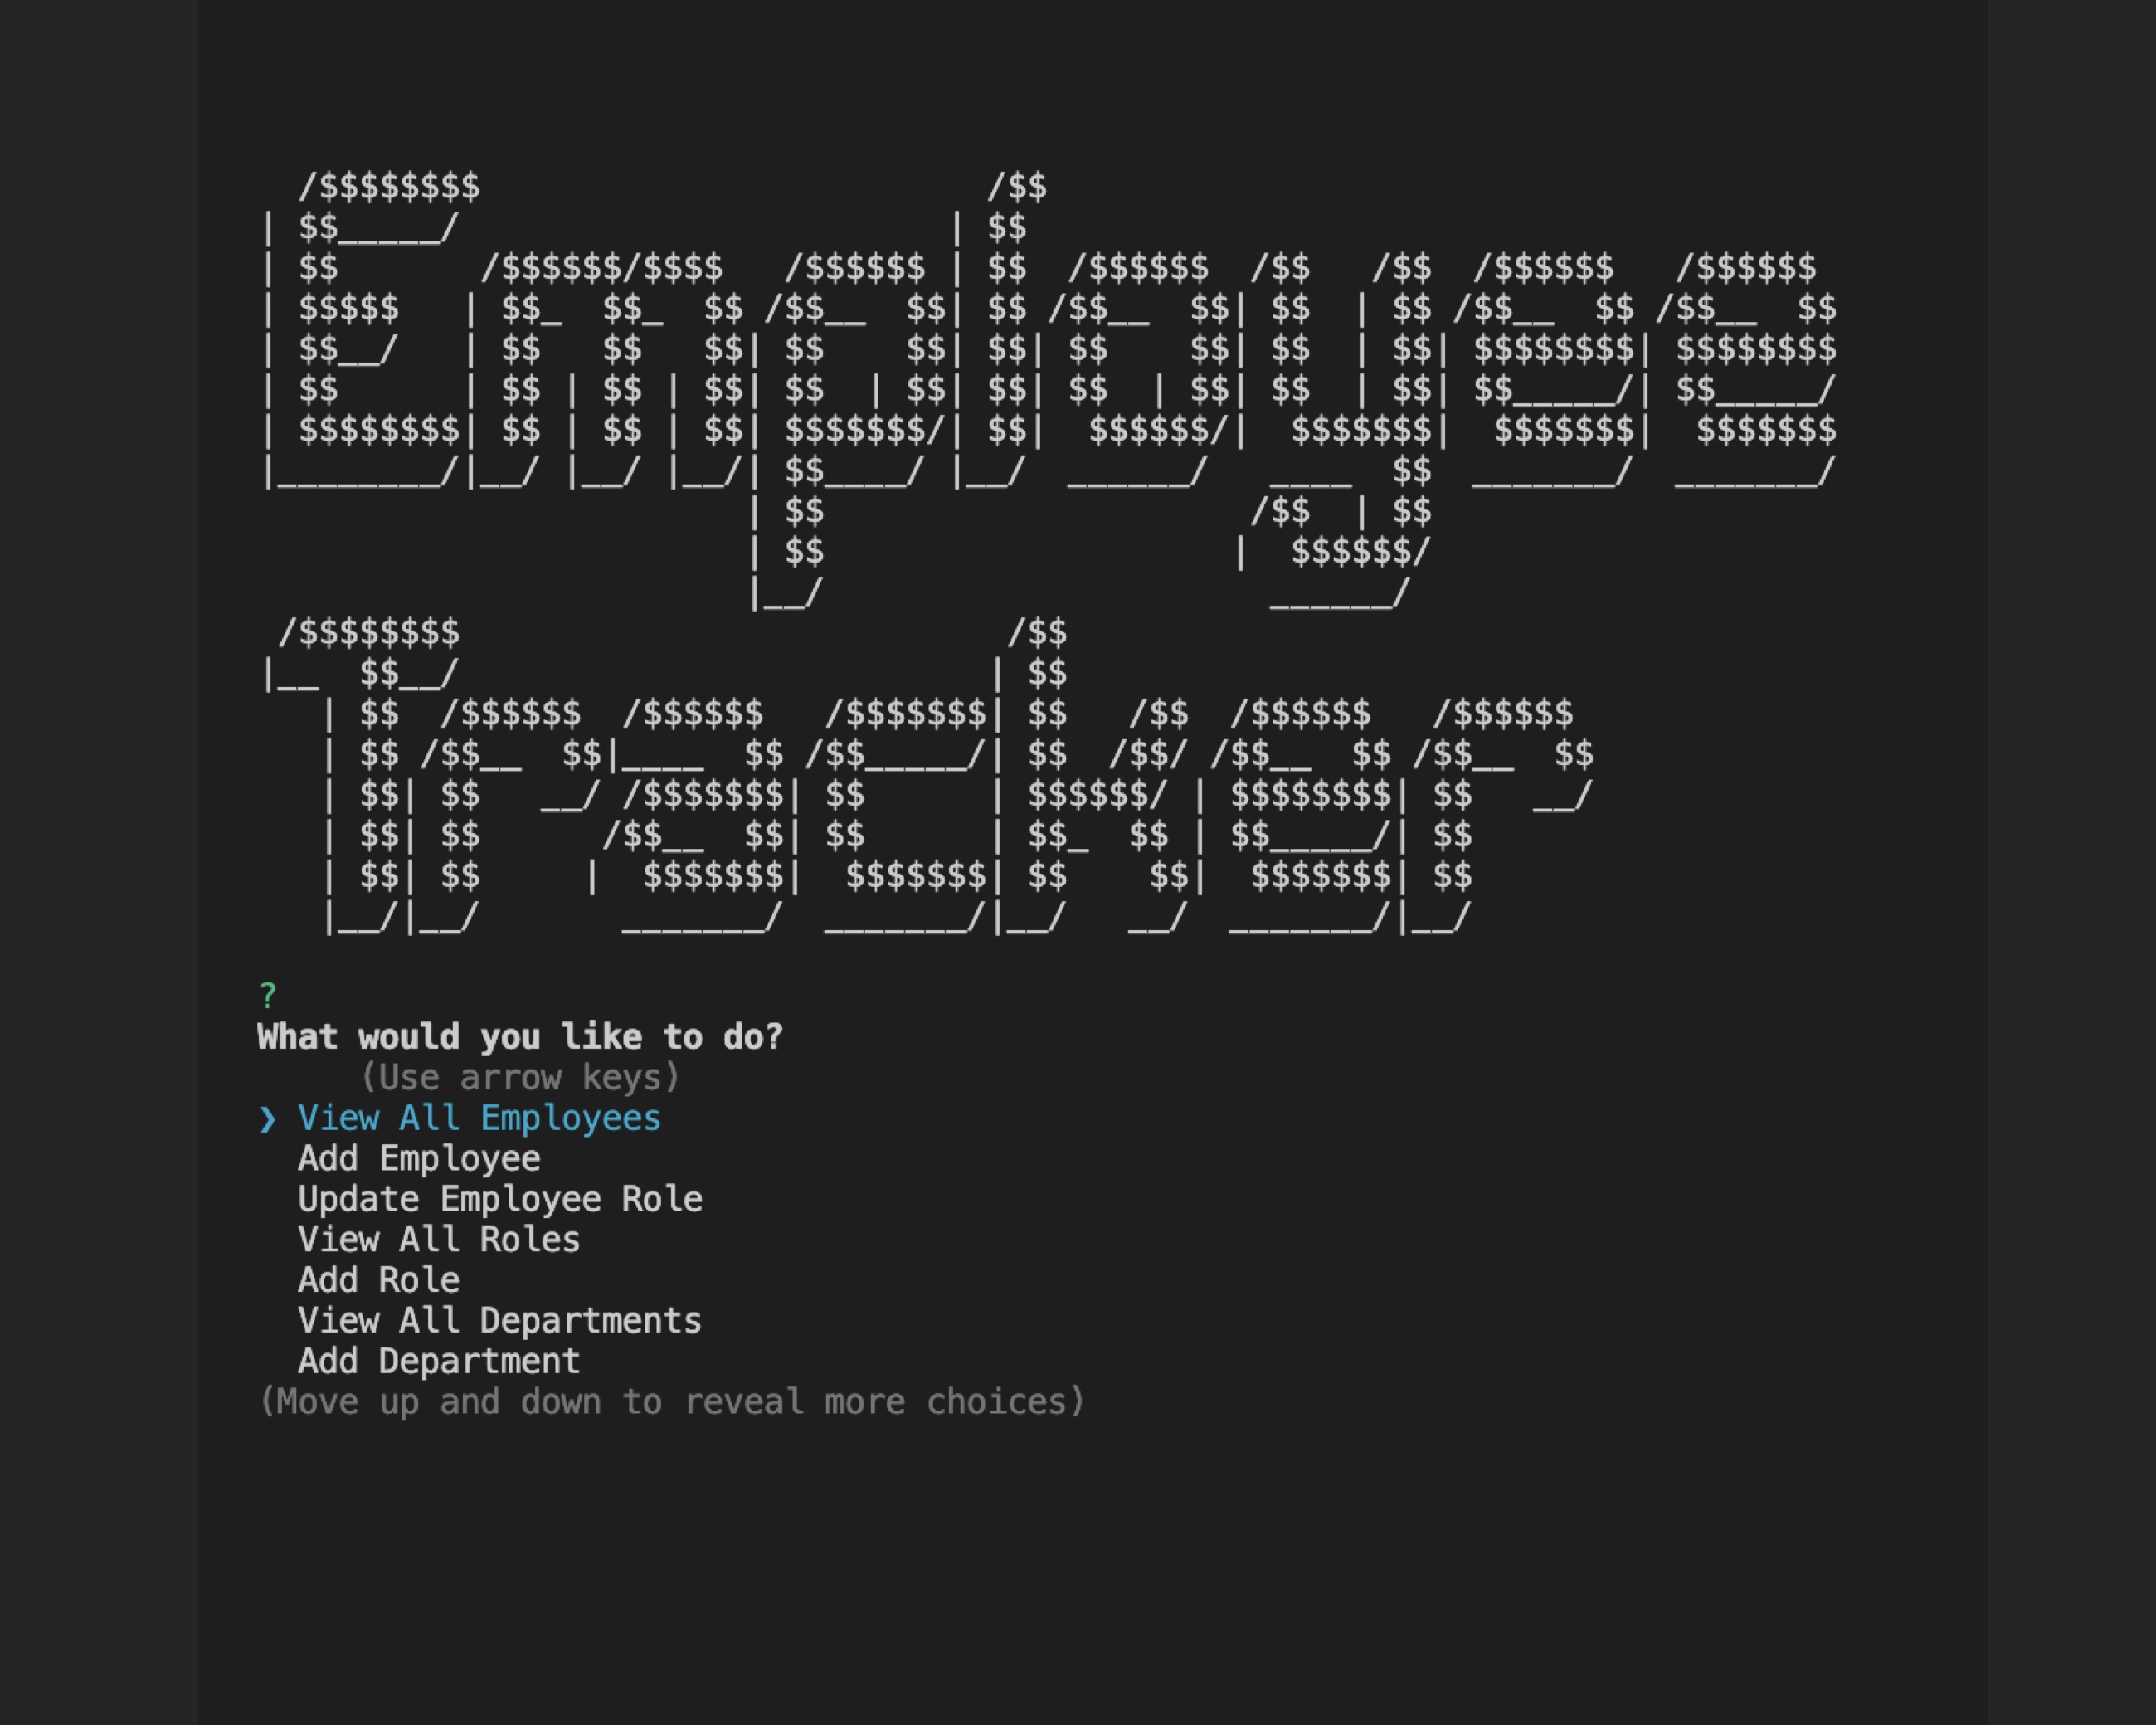 Employee
Tracker
?
What would you like to do?
(Use arrow keys)
❯ View All Employees
Add Employee
Update Employee Role
View All Roles
Add Role
View All Departments
Add Department
(Move up and down to reveal more choices)